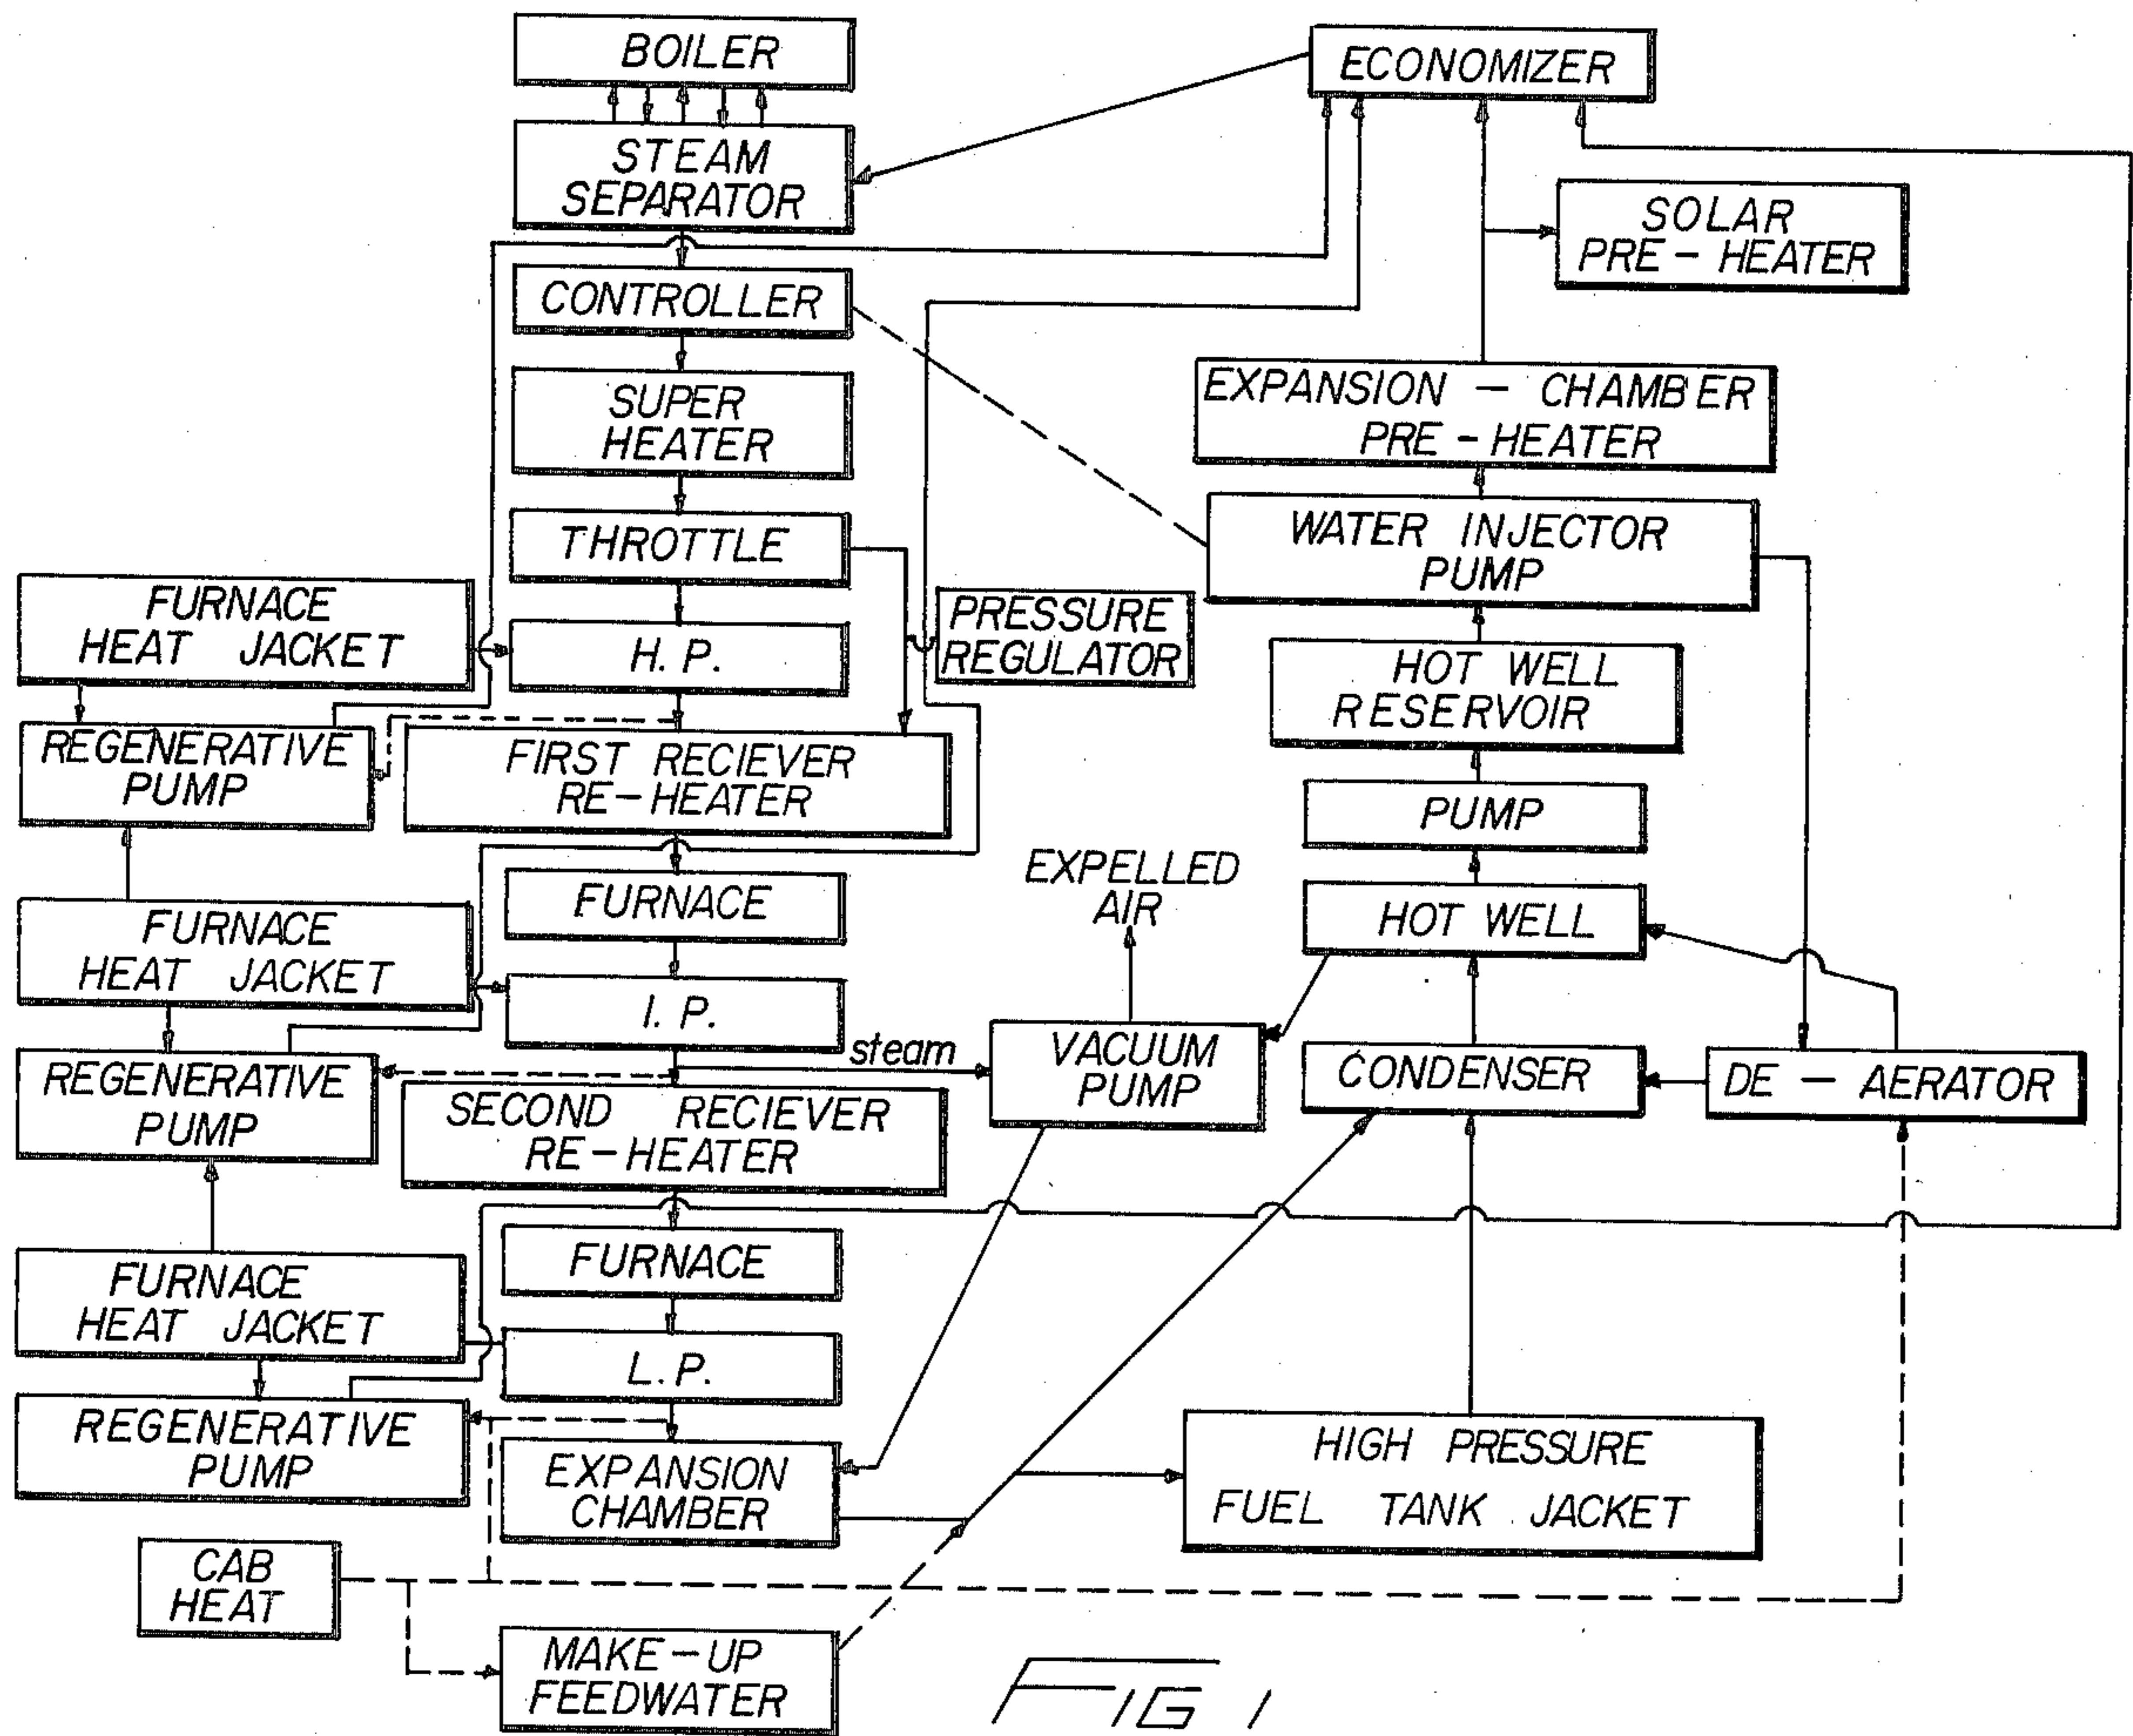 BOILER
STEAM
SEPARATOR
CONTROLLER
SUPER
HEATER
THROTTLE
FURNACE
HEAT JACKET
H. P.
PRESSURE
REGULATOR
REGENERATIVE
PUMP
FIRST RECIEVER
RE-HEATER
FURNACE
FURNACE
HEAT JACKET
I. P.
steam
REGENERATIVE
PUMP
SECOND RECIEVER
RE-HEATER
FURNACE
FURNACE
HEAT JACKET
L. P.
REGENERATIVE
PUMP
EXPANSION
CHAMBER
CAB
HEAT
MAKE-UP
FEEDWATER
ECONOMIZER
SOLAR
PRE-HEATER
EXPANSION-CHAMBER
PRE-HEATER
WATER INJECTOR
PUMP
HOT WELL
RESERVOIR
PUMP
EXPELLED
AIR
HOT WELL
VACUUM
PUMP
CONDENSER
DE-AERATOR
HIGH PRESSURE
FUEL TANK JACKET
FIG 1